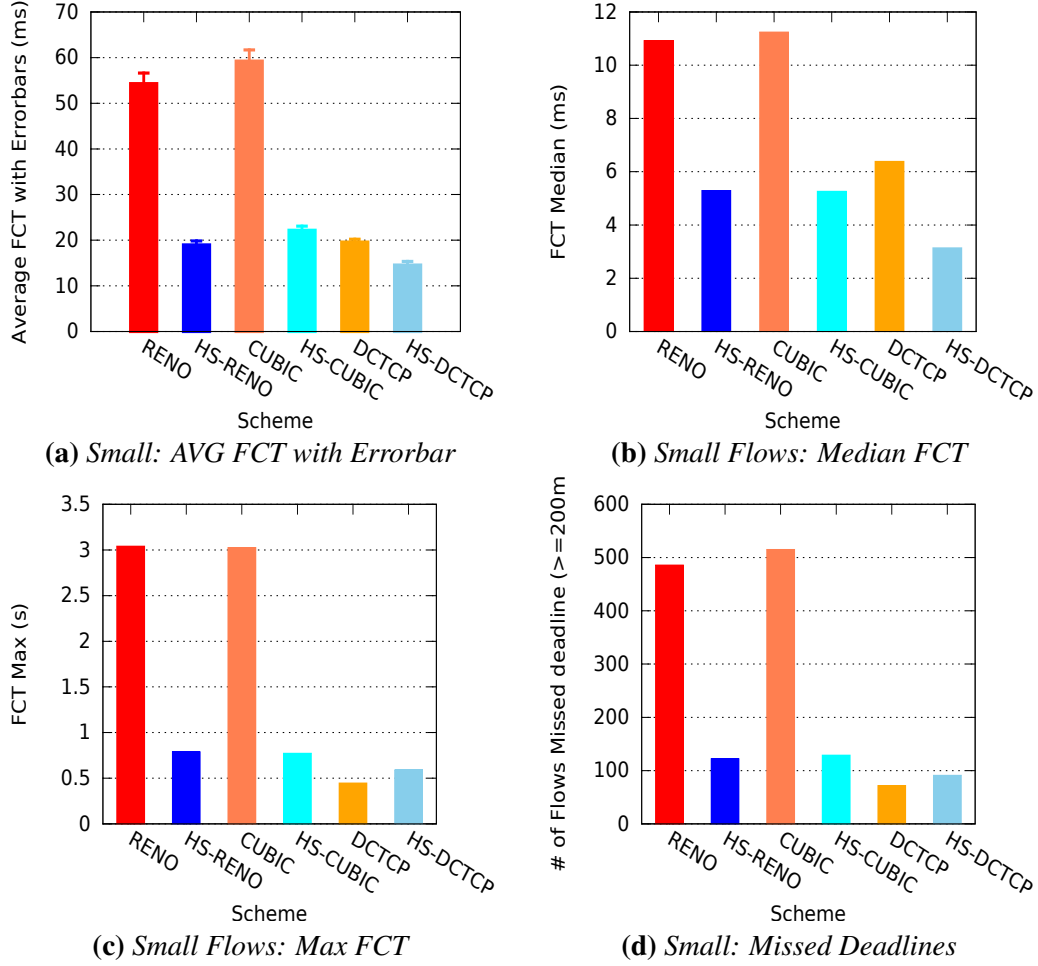 Average FCT with Errorbars (ms)
70
60
50
40
30
20
10
0
RENO
HS-RENO
CUBIC
HS-CUBIC
DCTCP
HS-DCTCP
Scheme
(a) Small: AVG FCT with Errorbar
FCT Median (ms)
12
10
8
6
4
2
0
RENO
HS-RENO
CUBIC
HS-CUBIC
DCTCP
HS-DCTCP
Scheme
(b) Small Flows: Median FCT
FCT Max (s)
3.5
3
2.5
2
1.5
1
0.5
0
RENO
HS-RENO
CUBIC
HS-CUBIC
DCTCP
HS-DCTCP
Scheme
(c) Small Flows: Max FCT
# of Flows Missed deadline (>=200m
600
500
400
300
200
100
0
RENO
HS-RENO
CUBIC
HS-CUBIC
DCTCP
HS-DCTCP
Scheme
(d) Small: Missed Deadlines